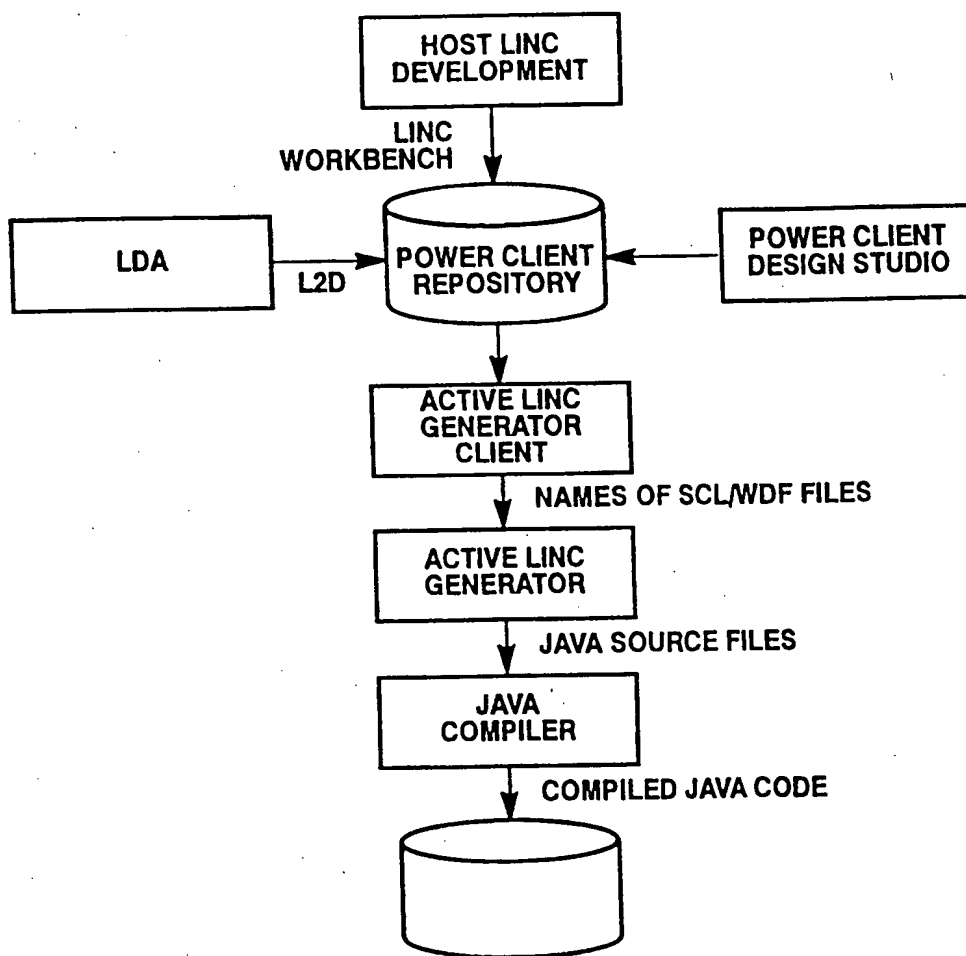 HOST LINC
DEVELOPMENT
LINC
WORKBENCH
LDA
L2D
POWER CLIENT
REPOSITORY
POWER CLIENT
DESIGN STUDIO
ACTIVE LINC
GENERATOR
CLIENT
NAMES OF SCL/WDF FILES
ACTIVE LINC
GENERATOR
JAVA SOURCE FILES
JAVA
COMPILER
COMPILED JAVA CODE